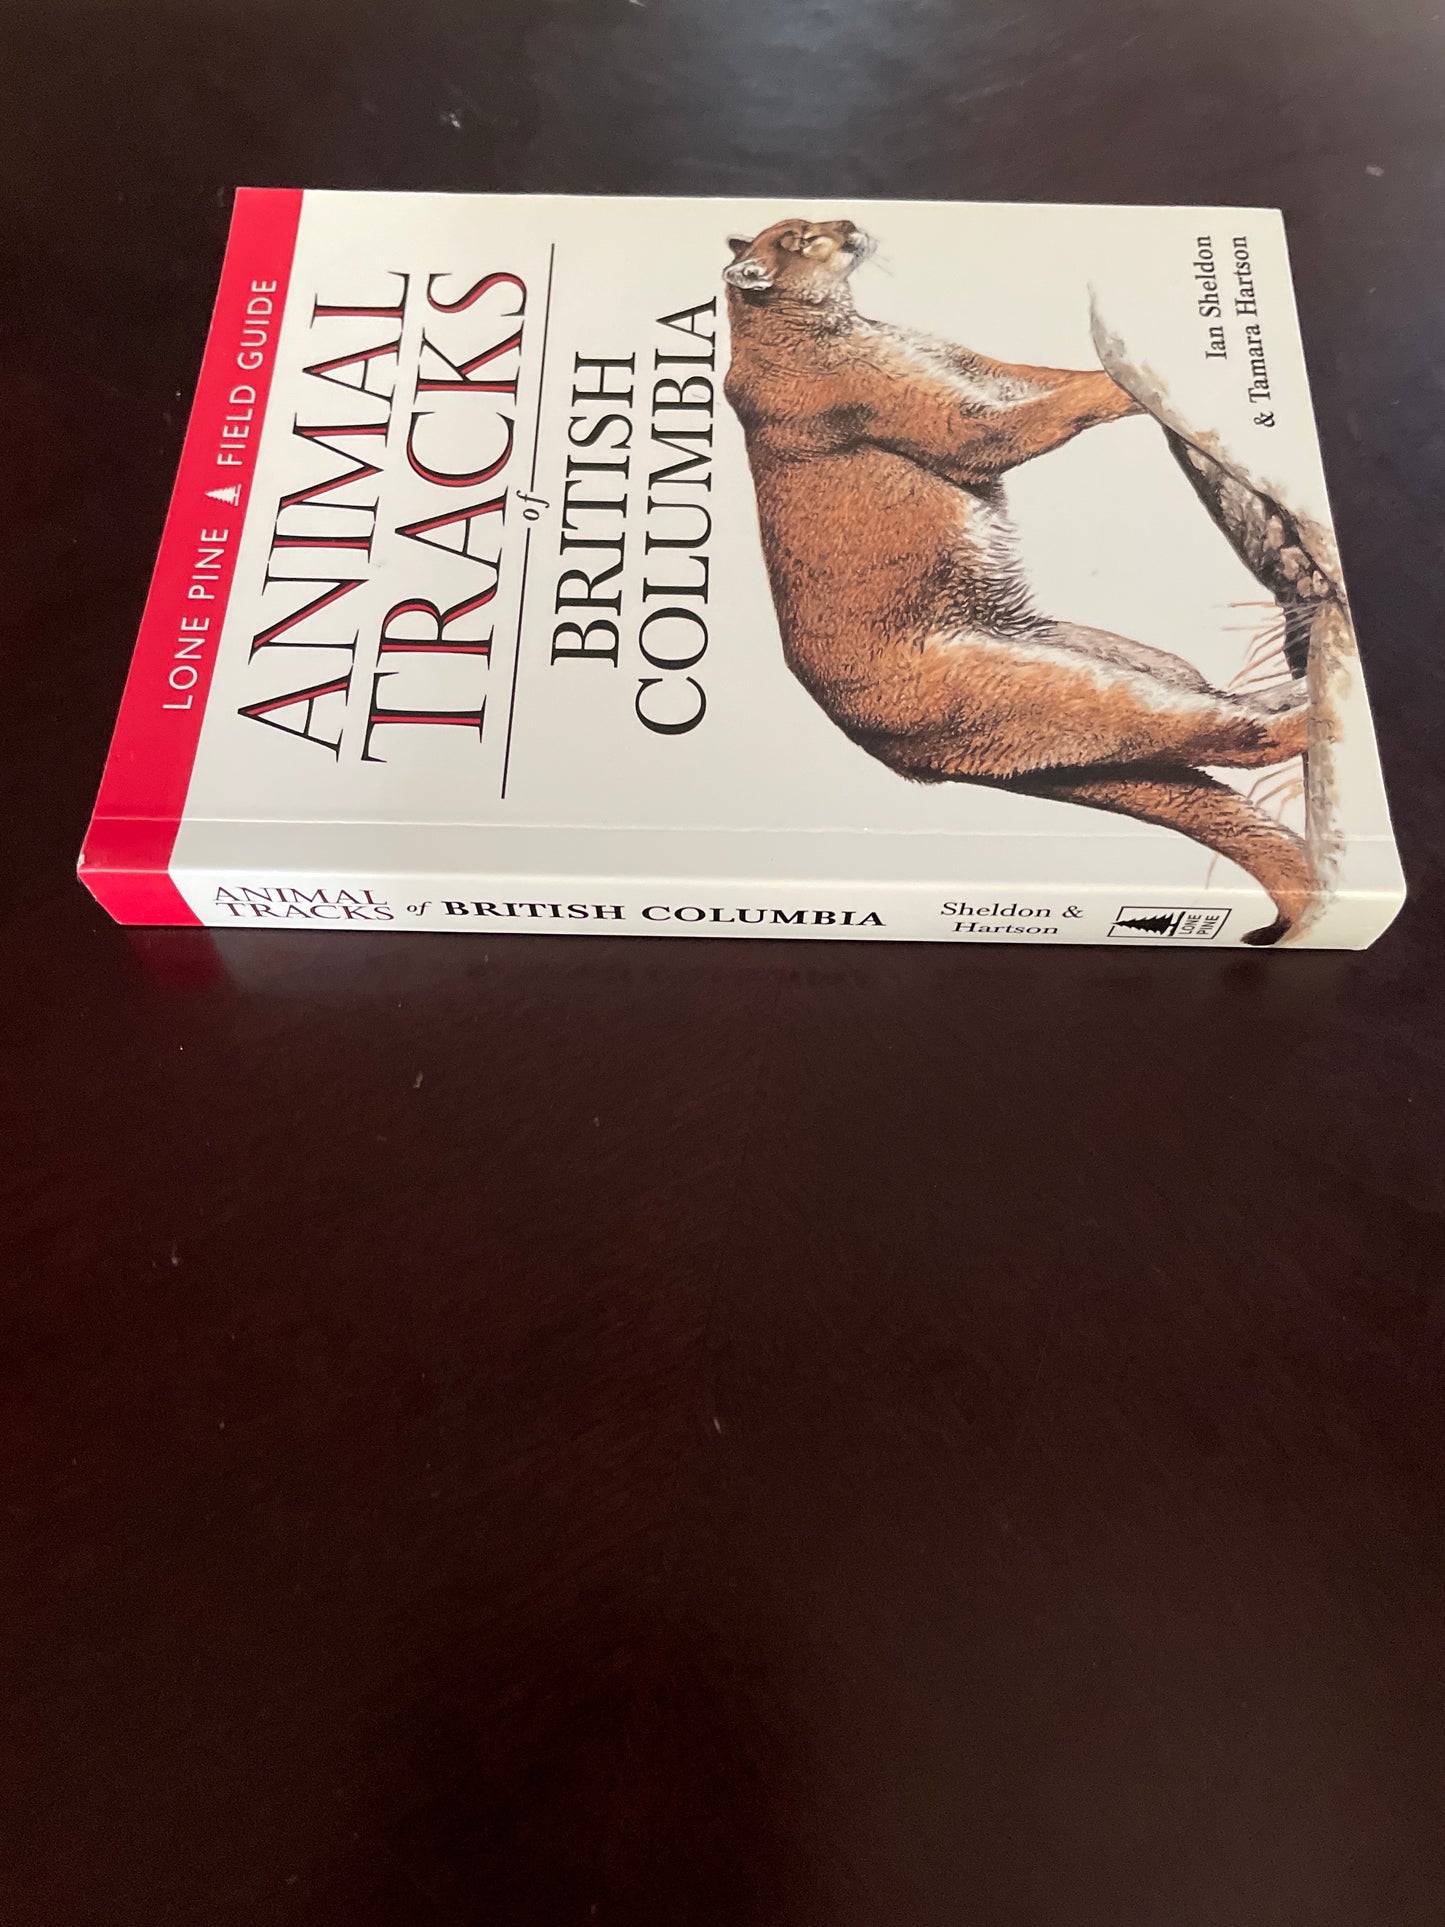 LONE PINE FIELD GUIDE
ANIMAL
TRACKS
of
BRITISH
COLUMBIA
Ian Sheldon
& Tamara Hartson
ANIMAL
TRACKS of BRITISH COLUMBIA
Sheldon &
Hartson
LONE
PINE